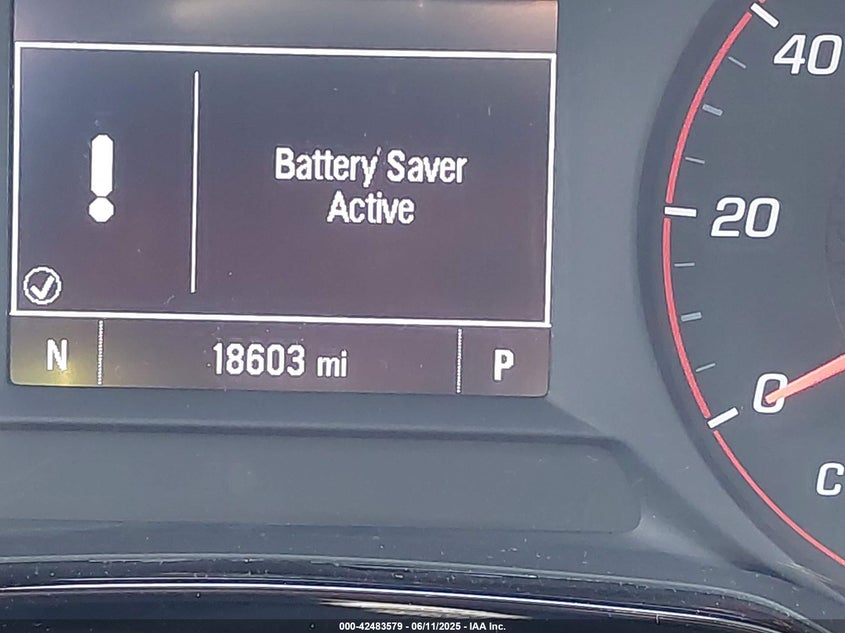 Battery Saver
Active
N 18603 mi P
40
20
0
C
000-42483579 - 06/11/2025 - IAA Inc.